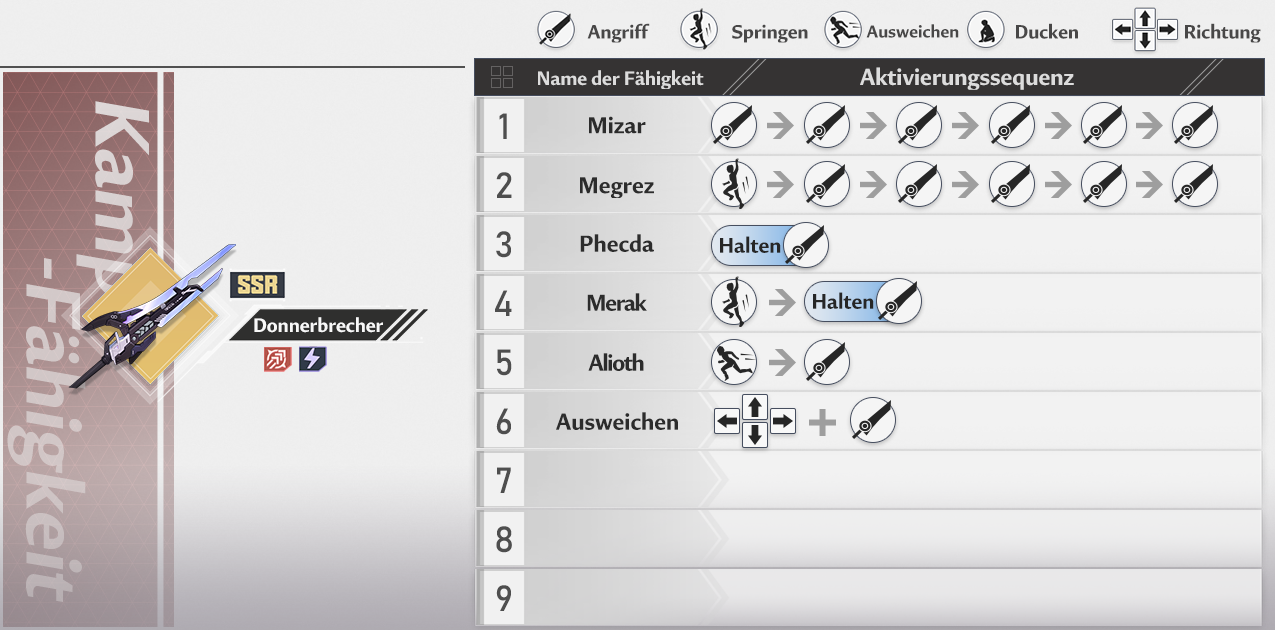 Angriff Springen Ausweichen Ducken Richtung
Name der Fähigkeit Aktivierungssequenz
Kampf
-Fähigkeit
SSR
Donnerbrecher
1 Mizar
2 Megrez
3 Phecda Halten
4 Merak Halten
5 Alioth
6 Ausweichen
7
8
9